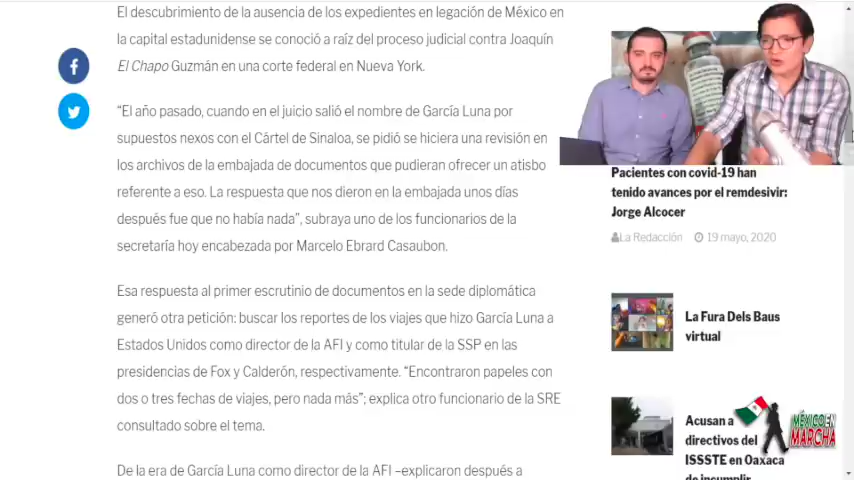 El descubrimiento de la ausencia de los expedientes en legación de México en
la capital estadunidense se conoció a raíz del proceso judicial contra Joaquín
El Chapo Guzmán en una corte federal en Nueva York.
“El año pasado, cuando en el juicio salió el nombre de García Luna por
supuestos nexos con el Cártel de Sinaloa, se pidió se hiciera una revisión en
los archivos de la embajada de documentos que pudieran ofrecer un atisbo
referente a eso. La respuesta que nos dieron en la embajada unos días
después fue que no había nada”, subraya uno de los funcionarios de la
secretaría hoy encabezada por Marcelo Ebrard Casaubon.
Esa respuesta al primer escrutinio de documentos en la sede diplomática
generó otra petición: buscar los reportes de los viajes que hizo García Luna a
Estados Unidos como director de la AFI y como titular de la SSP en las
presidencias de Fox y Calderón, respectivamente. “Encontraron papeles con
dos o tres fechas de viajes, pero nada más”; explica otro funcionario de la SRE
consultado sobre el tema.
De la era de García Luna como director de la AFI –explicaron después a
Pacientes con covid-19 han
tenido avances por el remdesivir:
Jorge Alcocer
La Redacción 19 mayo, 2020
La Fura Dels Baus
virtual
Acusan a
directivos del
ISSSTE en Oaxaca
de incumplir
MÉXICO EN
MARCHA